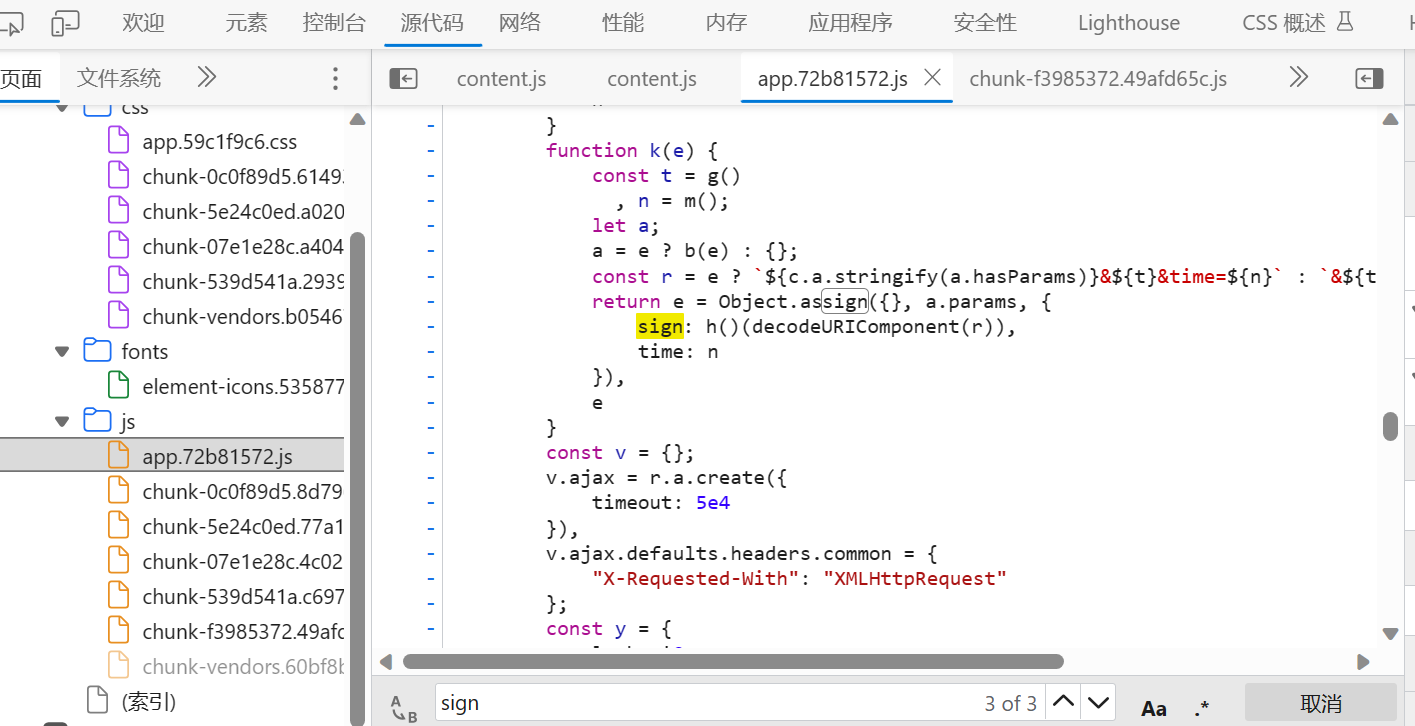 欢迎 元素 控制台 源代码 网络 性能 内存 应用程序 安全性 Lighthouse CSS 概述
页面 文件系统 content.js content.js app.72b81572.js chunk-f3985372.49afd65c.js
css
app.59c1f9c6.css
chunk-0c0f89d5.6149
chunk-5e24c0ed.a020
chunk-07e1e28c.a404
chunk-539d541a.2939
chunk-vendors.b0546
fonts
element-icons.535877
js
app.72b81572.js
chunk-0c0f89d5.8d79
chunk-5e24c0ed.77a1
chunk-07e1e28c.4c02
chunk-539d541a.c697
chunk-f3985372.49afd
chunk-vendors.60bf8
(索引)
}
function k(e) {
const t = g()
, n = m();
let a;
a = e ? b(e) : {};
const r = e ? `${c.a.stringify(a.hasParams)}&${t}&time=${n}` : `&${t
return e = Object.assign({}, a.params, {
sign: h()(decodeURIComponent(r)),
time: n
}),
e
}
const v = {};
v.ajax = r.a.create({
timeout: 5e4
}),
v.ajax.defaults.headers.common = {
"X-Requested-With": "XMLHttpRequest"
};
const y = {
sign 3 of 3 Aa .* 取消